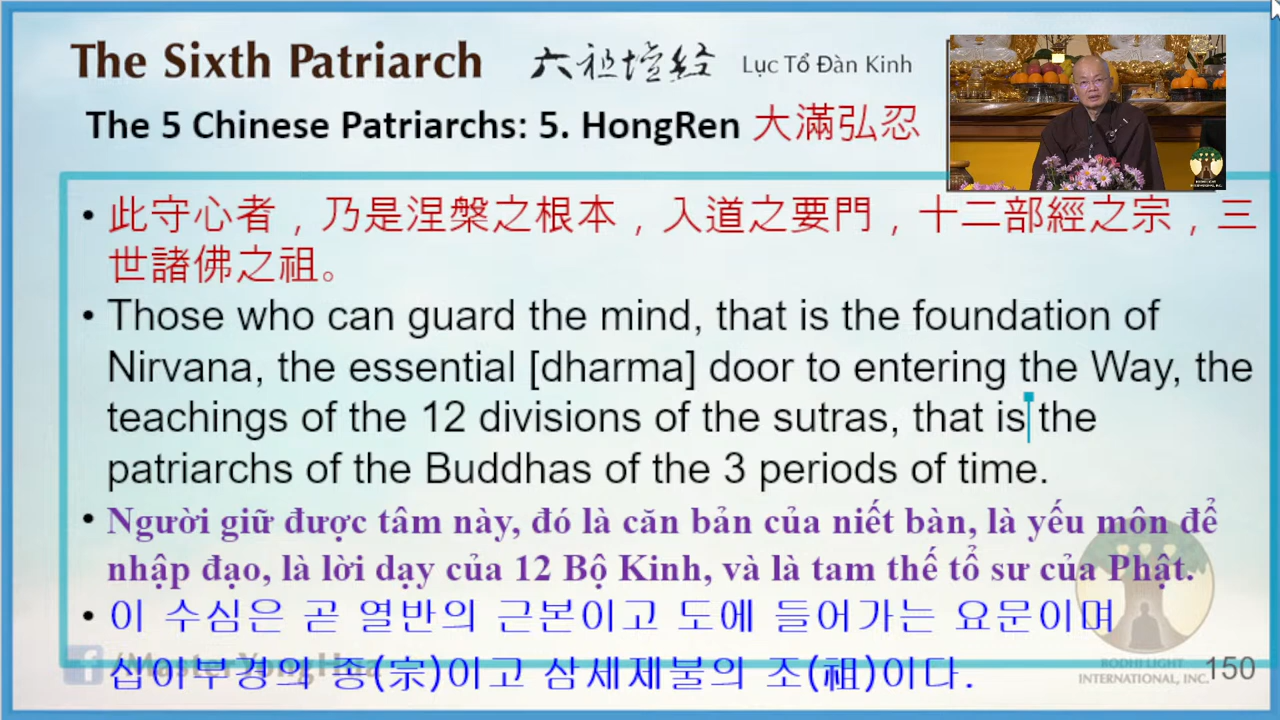 The Sixth Patriarch 六祖壇経 Lục Tổ Đàn Kinh
The 5 Chinese Patriarchs: 5. HongRen 大滿弘忍
• 此守心者，乃是涅槃之根本，入道之要門，十二部經之宗，三
世諸佛之祖。
• Those who can guard the mind, that is the foundation of
Nirvana, the essential [dharma] door to entering the Way, the
teachings of the 12 divisions of the sutras, that is the
patriarchs of the Buddhas of the 3 periods of time.
• Người giữ được tâm này, đó là căn bản của niết bàn, là yếu môn để
nhập đạo, là lời dạy của 12 Bộ Kinh, và là tam thế tổ sư của Phật.
• 이 수심은 곧 열반의 근본이고 도에 들어가는 요문이며
십이부경의 종(宗)이고 삼세제불의 조(祖)이다.
f /MasterYongHua
BODHI LIGHT
INTERNATIONAL, INC.
150
BODHI LIGHT
INTERNATIONAL, INC.